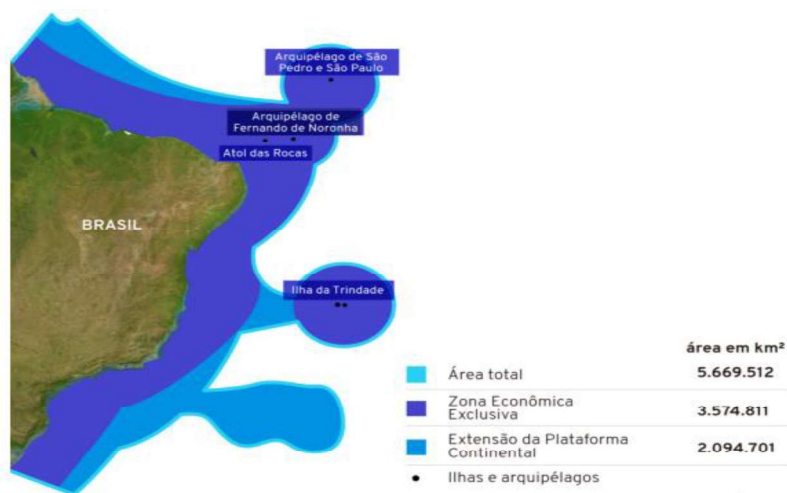 Arquipélago de São
Pedro e São Paulo
Arquipélago de
Fernando de Noronha
Atol das Rocas
BRASIL
Ilha da Trindade
área em km²
Área total 5.669.512
Zona Econômica
Exclusiva 3.574.811
Extensão da Plataforma
Continental 2.094.701
Ilhas e arquipélagos